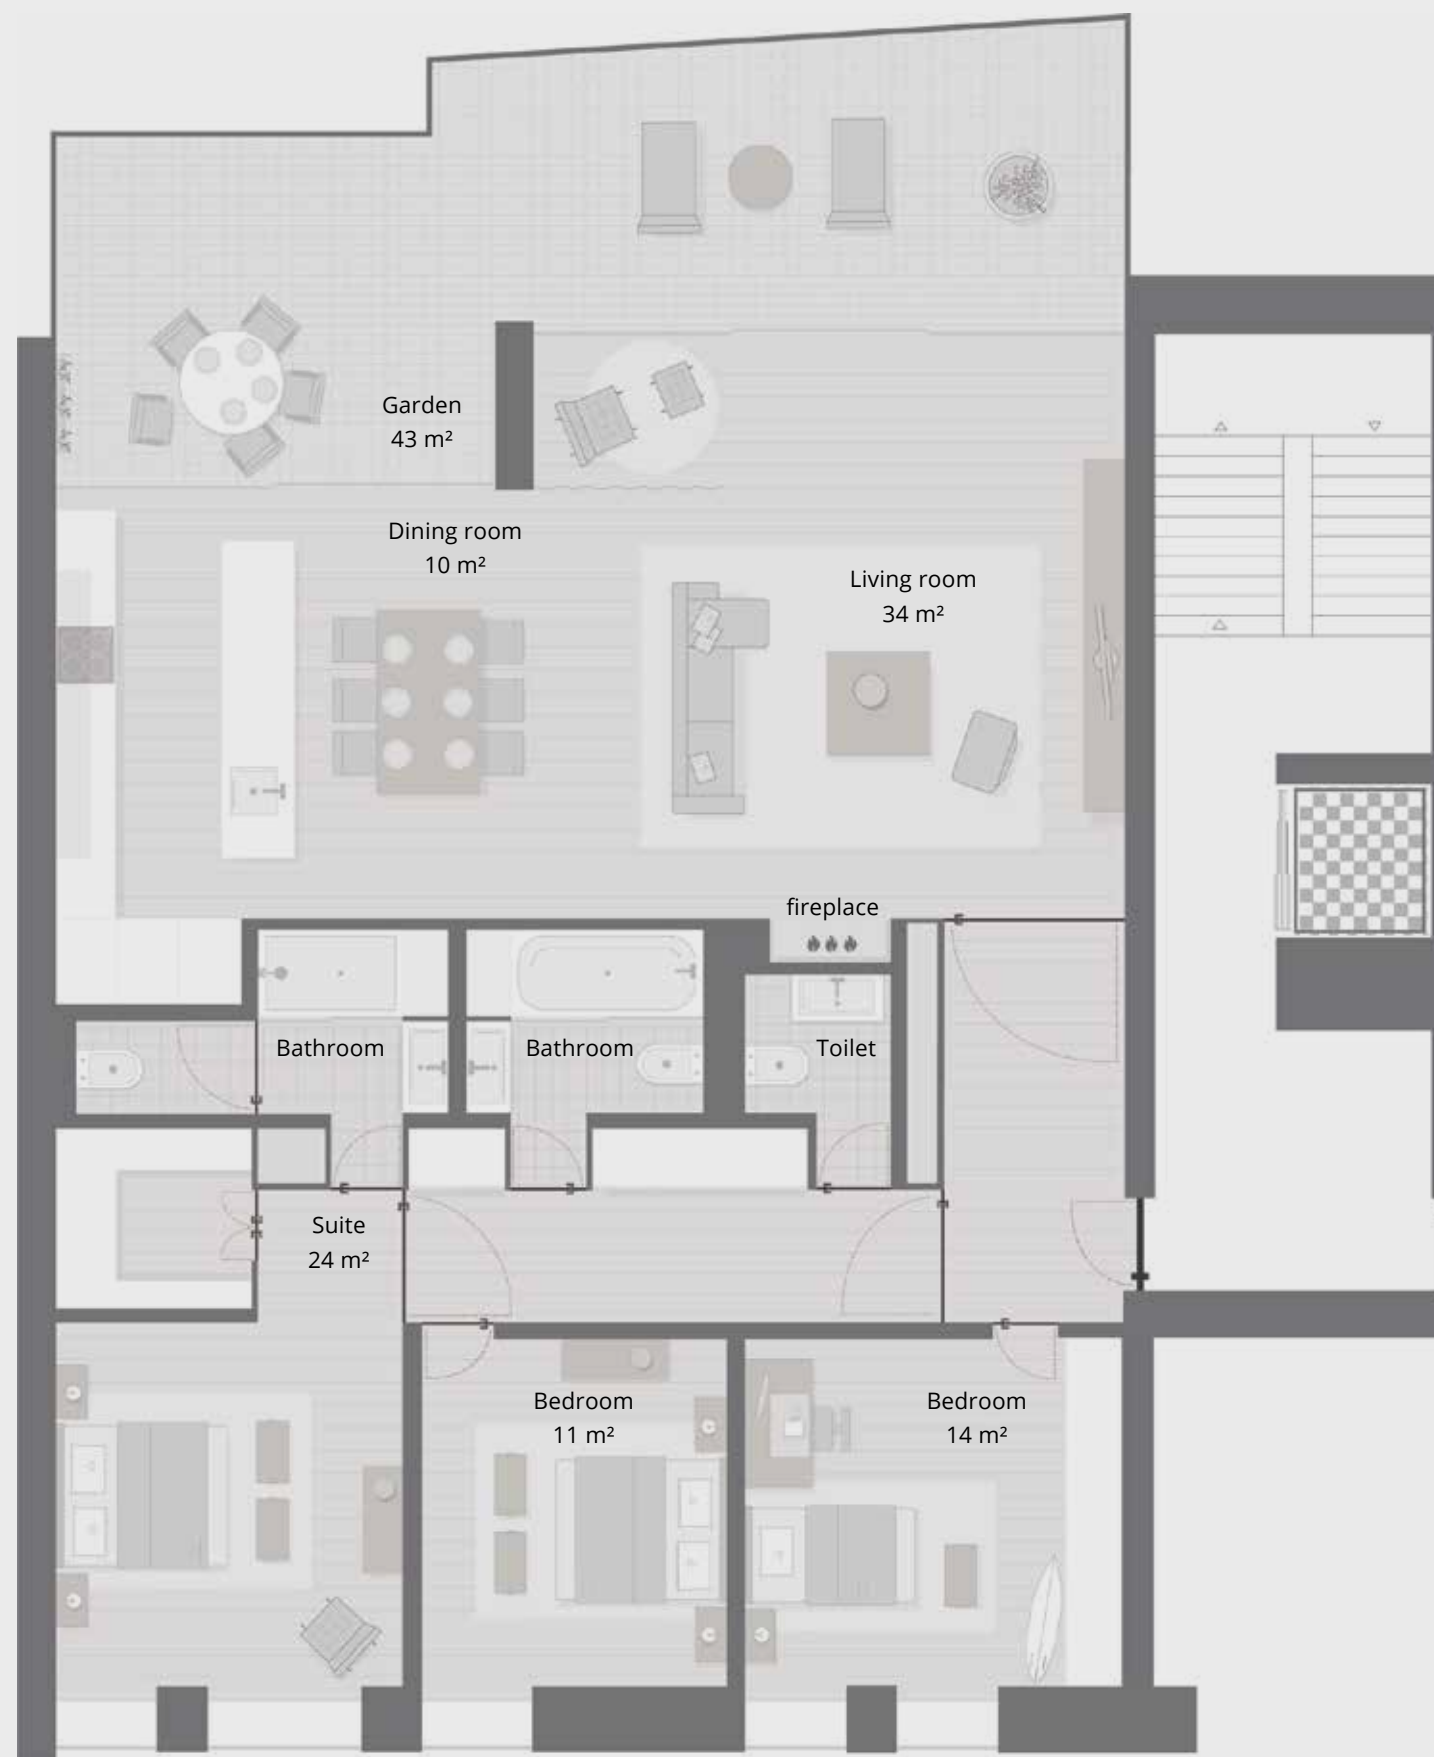 Garden
43 m²
Dining room
10 m²
Living room
34 m²
fireplace
Bathroom
Bathroom
Toilet
Suite
24 m²
Bedroom
11 m²
Bedroom
14 m²